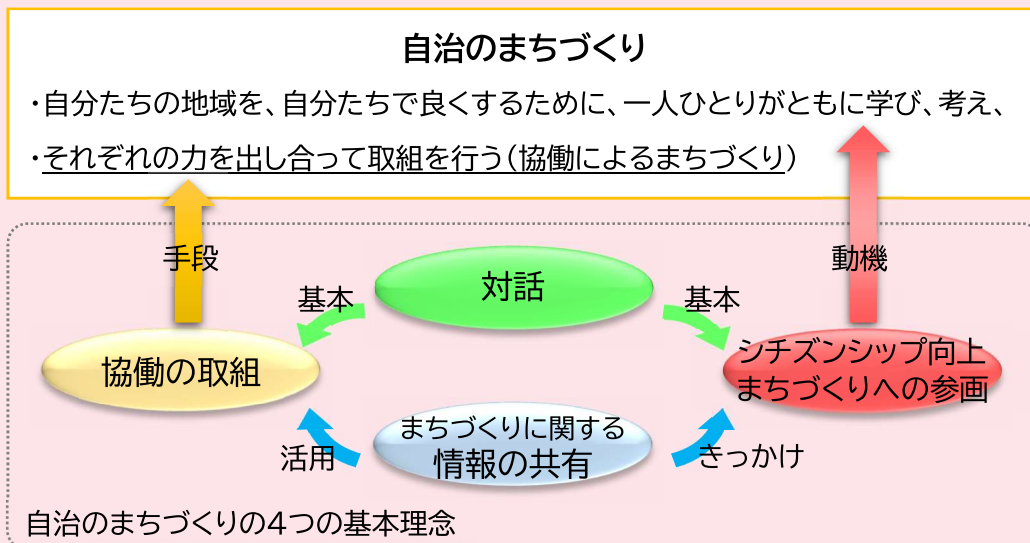 自治のまちづくり
・自分たちの地域を、自分たちで良くするために、一人ひとりがともに学び、考え、
・それぞれの力を出し合って取組を行う(協働によるまちづくり)
手段
動機
対話
基本
基本
協働の取組
シチズンシップ向上
まちづくりへの参画
まちづくりに関する
情報の共有
活用
きっかけ
自治のまちづくりの4つの基本理念